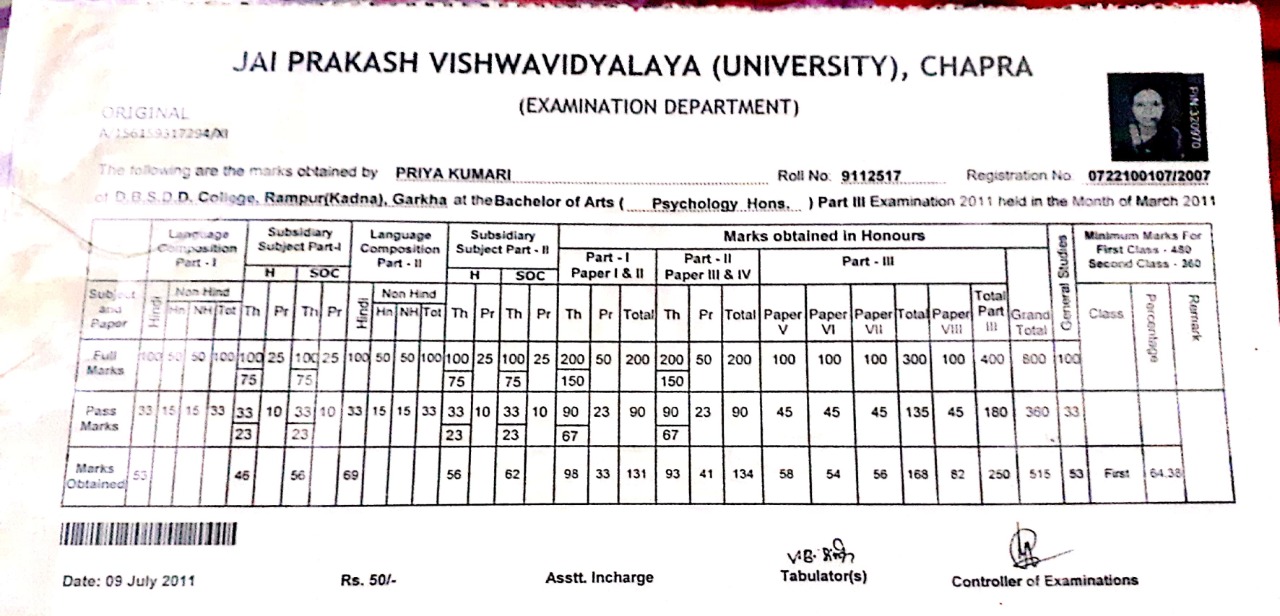 JAI PRAKASH VISHWAVIDYALAYA (UNIVERSITY), CHAPRA
(EXAMINATION DEPARTMENT)
ORIGINAL
A/156159317294/XI
PIN:320970
The following are the marks obtained by PRIYA KUMARI Roll No. 9112517 Registration No. 0722100107/2007
of D.B.S.D.D. College, Rampur(Kadna), Garkha at the Bachelor of Arts ( Psychology Hons. ) Part III Examination 2011 held in the Month of March 2011
Language Composition Part - I
Subsidiary Subject Part-I
Language Composition Part - II
Subsidiary Subject Part - II
Marks obtained in Honours
General Studies
Minimum Marks For
First Class - 480
Second Class - 360
Part - I Paper I & II
Part - II Paper III & IV
Part - III
H SOC H SOC
Subject and Paper
Hindi Non Hind Hn NH Tot Th Pr Th Pr Hindi Non Hind Hn NH Tot Th Pr Th Pr Th Pr Total Th Pr Total Paper V Paper VI Paper VII Total Paper VIII Total Part III Grand Total Class Percentage Remark
Full Marks 100 50 50 100 100 25 100 25 100 50 50 100 100 25 100 25 200 50 200 200 50 200 100 100 100 300 100 400 800 100
75 75 75 75 150 150
Pass Marks 33 15 15 33 33 10 33 10 33 15 15 33 33 10 33 10 90 23 90 90 23 90 45 45 45 135 45 180 360 33
23 23 23 23 67 67
Marks Obtained 53 46 56 69 56 62 98 33 131 93 41 134 58 54 56 168 82 250 515 53 First 64.38
V.B. सिंह
Date: 09 July 2011 Rs. 50/- Asstt. Incharge Tabulator(s) Controller of Examinations